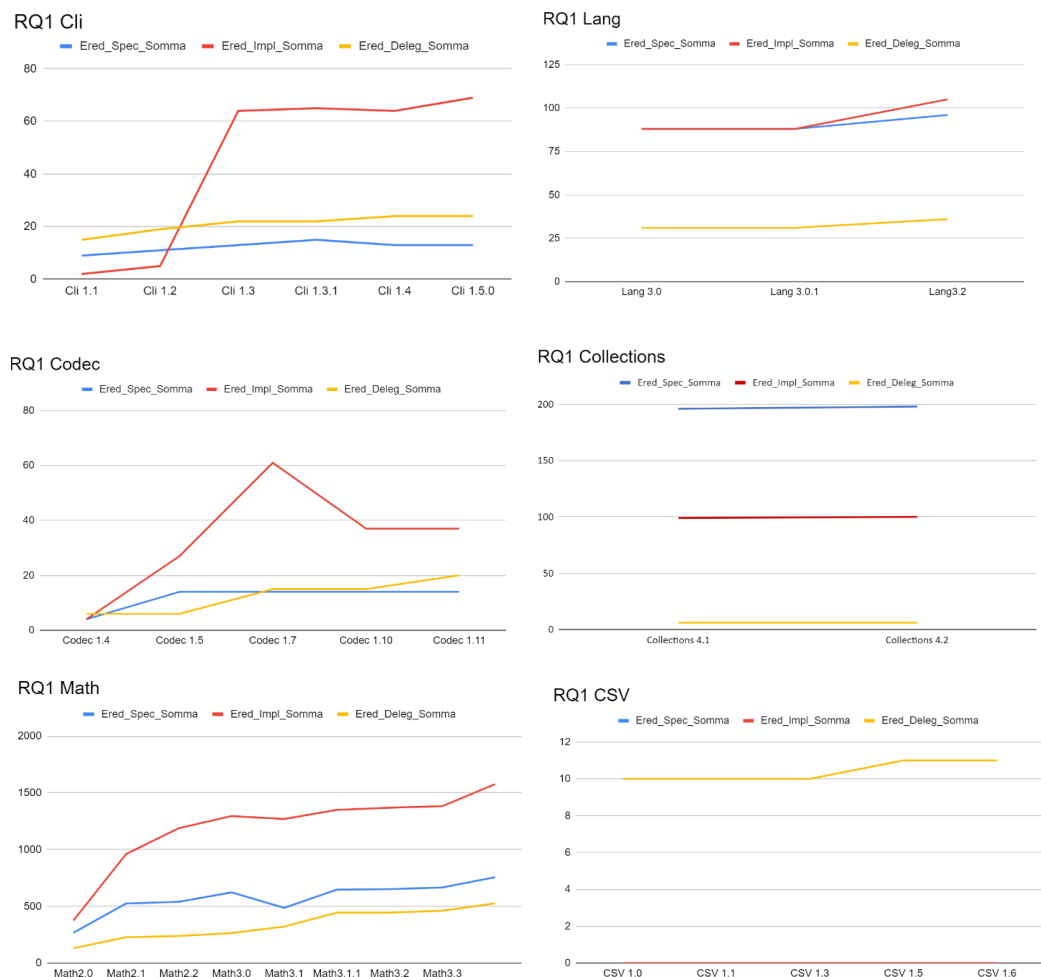 RQ1 Cli
Ered_Spec_Somma Ered_Impl_Somma Ered_Deleg_Somma
80
60
40
20
0
Cli 1.1 Cli 1.2 Cli 1.3 Cli 1.3.1 Cli 1.4 Cli 1.5.0
RQ1 Lang
Ered_Spec_Somma Ered_Impl_Somma Ered_Deleg_Somma
125
100
75
50
25
0
Lang 3.0 Lang 3.0.1 Lang3.2
RQ1 Codec
Ered_Spec_Somma Ered_Impl_Somma Ered_Deleg_Somma
80
60
40
20
0
Codec 1.4 Codec 1.5 Codec 1.7 Codec 1.10 Codec 1.11
RQ1 Collections
Ered_Spec_Somma Ered_Impl_Somma Ered_Deleg_Somma
200
150
100
50
0
Collections 4.1 Collections 4.2
RQ1 Math
Ered_Spec_Somma Ered_Impl_Somma Ered_Deleg_Somma
2000
1500
1000
500
0
Math2.0 Math2.1 Math2.2 Math3.0 Math3.1 Math3.1.1 Math3.2 Math3.3
RQ1 CSV
Ered_Spec_Somma Ered_Impl_Somma Ered_Deleg_Somma
12
10
8
6
4
2
0
CSV 1.0 CSV 1.1 CSV 1.3 CSV 1.5 CSV 1.6